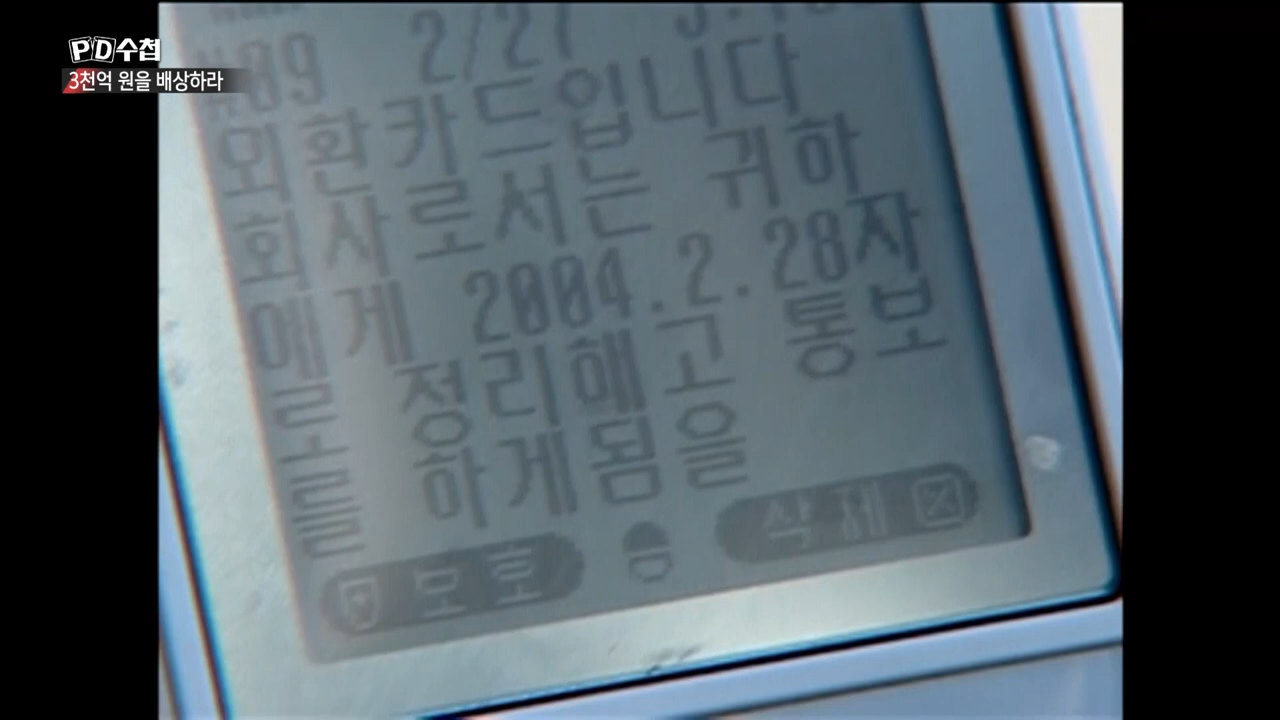 PD수첩
3천억 원을 배상하라
#09 2/27
외환카드입니다
회사로서는 귀하
에게 2004.2.28자
로 정리해고 통보
를 하게됨을
보호 삭제